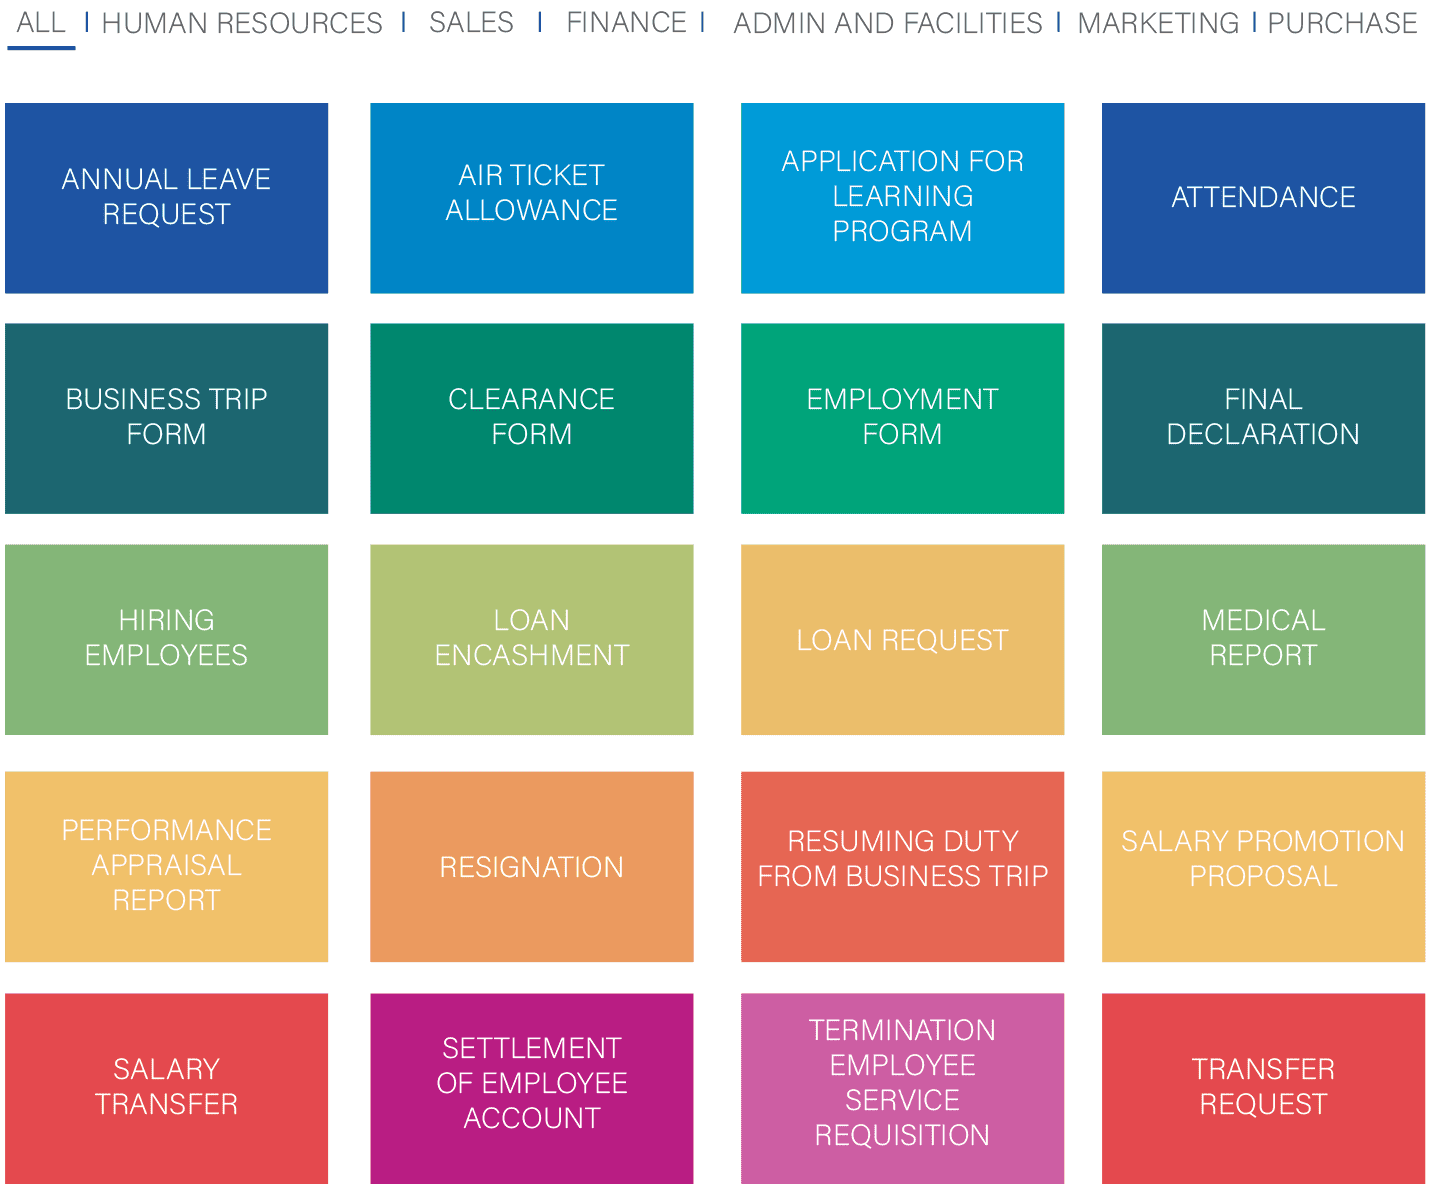 ALL | HUMAN RESOURCES | SALES | FINANCE | ADMIN AND FACILITIES | MARKETING | PURCHASE
ANNUAL LEAVE
REQUEST
AIR TICKET
ALLOWANCE
APPLICATION FOR
LEARNING
PROGRAM
ATTENDANCE
BUSINESS TRIP
FORM
CLEARANCE
FORM
EMPLOYMENT
FORM
FINAL
DECLARATION
HIRING
EMPLOYEES
LOAN
ENCASHMENT
LOAN REQUEST
MEDICAL
REPORT
PERFORMANCE
APPRAISAL
REPORT
RESIGNATION
RESUMING DUTY
FROM BUSINESS TRIP
SALARY PROMOTION
PROPOSAL
SALARY
TRANSFER
SETTLEMENT
OF EMPLOYEE
ACCOUNT
TERMINATION
EMPLOYEE
SERVICE
REQUISITION
TRANSFER
REQUEST